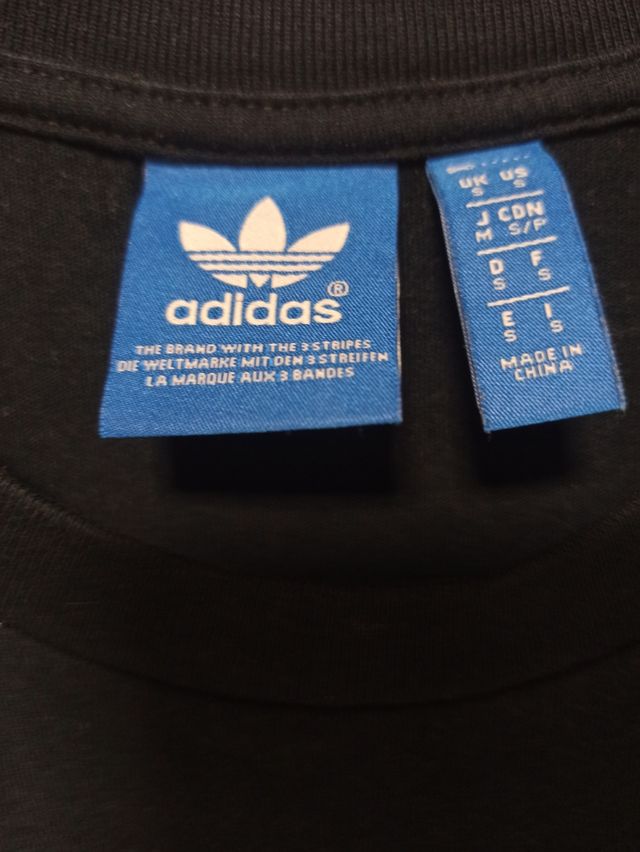 adidas®
THE BRAND WITH THE 3 STRIPES
DIE WELTMARKE MIT DEN 3 STREIFEN
LA MARQUE AUX 3 BANDES
UK US
S S
J CDN
M S/P
D F
S S
E I
S S
MADE IN
CHINA